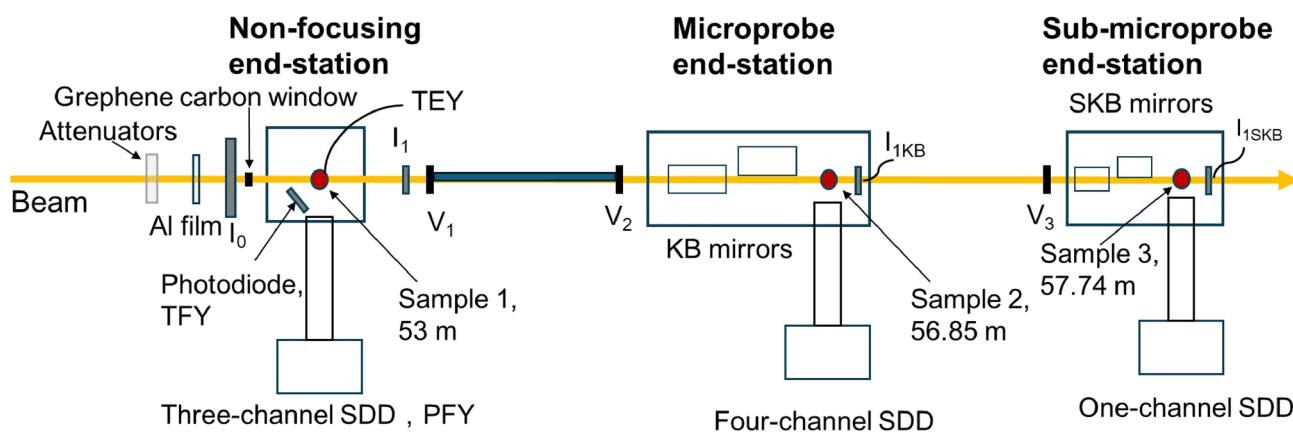 Non-focusing
end-station
Microprobe
end-station
Sub-microprobe
end-station
Grephene carbon window
TEY
SKB mirrors
Attenuators
I1
I1KB
I1SKB
Beam
Al film
I0
V1
V2
KB mirrors
V3
Photodiode,
TFY
Sample 1,
53 m
Sample 2,
56.85 m
Sample 3,
57.74 m
Three-channel SDD , PFY
Four-channel SDD
One-channel SDD